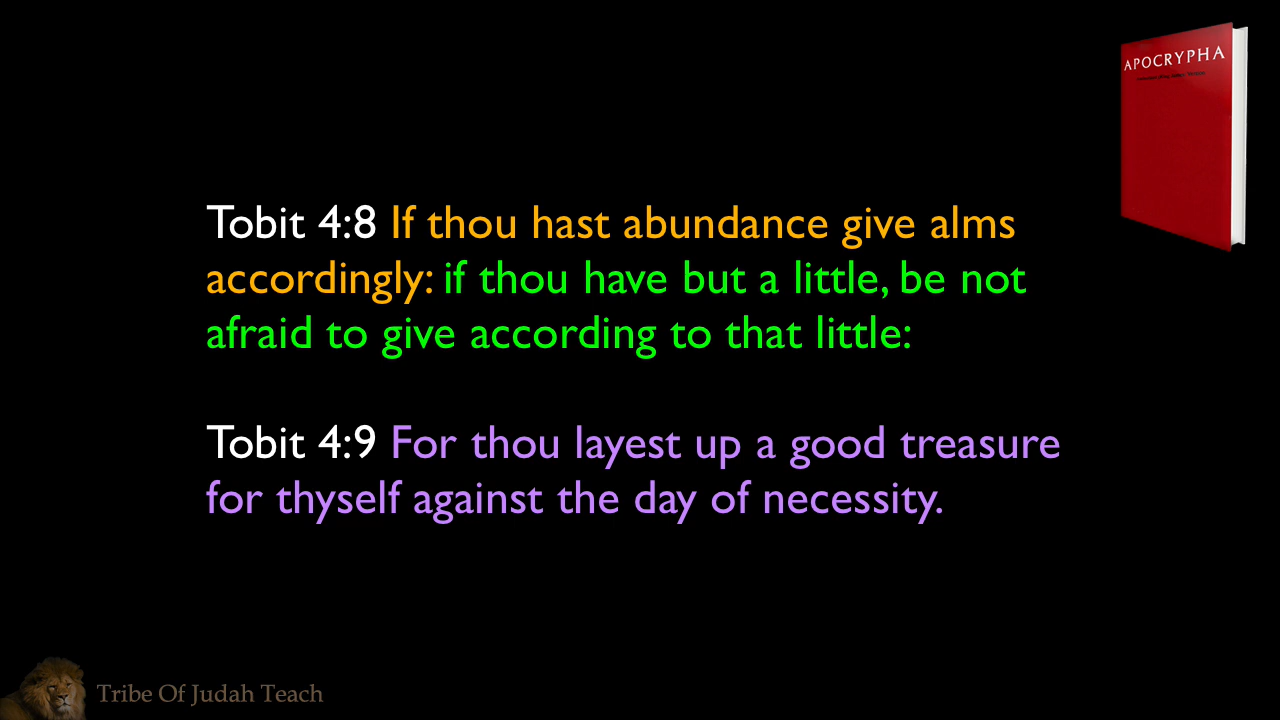 APOCRYPHA
Tobit 4:8 If thou hast abundance give alms
accordingly: if thou have but a little, be not
afraid to give according to that little:
Tobit 4:9 For thou layest up a good treasure
for thyself against the day of necessity.
Tribe Of Judah Teach